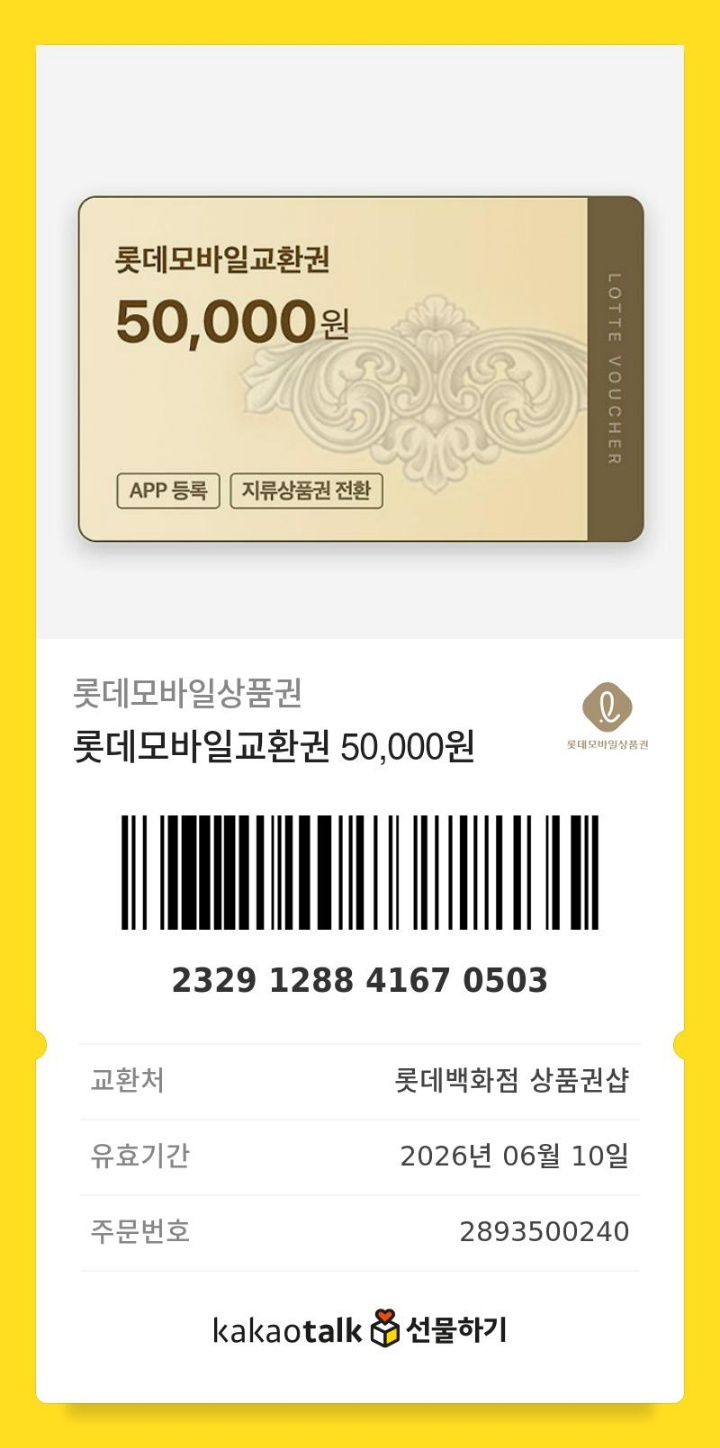 롯데모바일교환권
50,000원
LOTTE VOUCHER
APP 등록 지류상품권 전환
롯데모바일상품권
롯데모바일교환권 50,000원
롯데모바일상품권
2329 1288 4167 0503
교환처 롯데백화점 상품권샵
유효기간 2026년 06월 10일
주문번호 2893500240
kakaotalk 선물하기